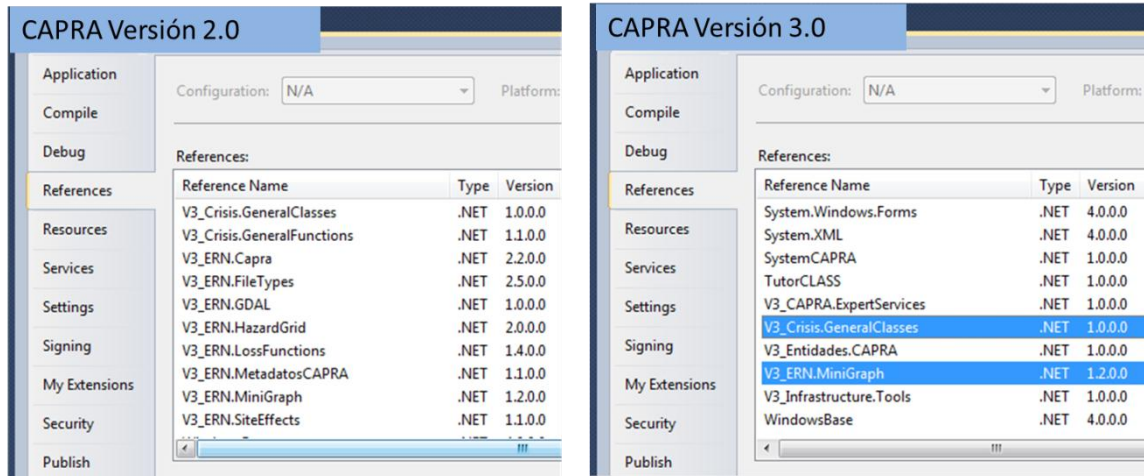 CAPRA Versión 2.0
Application
Compile
Debug
References
Resources
Services
Settings
Signing
My Extensions
Security
Publish
Configuration: N/A Platform:
References:
Reference Name Type Version
V3_Crisis.GeneralClasses .NET 1.0.0.0
V3_Crisis.GeneralFunctions .NET 1.1.0.0
V3_ERN.Capra .NET 2.2.0.0
V3_ERN.FileTypes .NET 2.5.0.0
V3_ERN.GDAL .NET 1.0.0.0
V3_ERN.HazardGrid .NET 2.0.0.0
V3_ERN.LossFunctions .NET 1.4.0.0
V3_ERN.MetadatosCAPRA .NET 1.1.0.0
V3_ERN.MiniGraph .NET 1.2.0.0
V3_ERN.SiteEffects .NET 1.1.0.0
CAPRA Versión 3.0
Application
Compile
Debug
References
Resources
Services
Settings
Signing
My Extensions
Security
Publish
Configuration: N/A Platform:
References:
Reference Name Type Version
System.Windows.Forms .NET 4.0.0.0
System.XML .NET 4.0.0.0
SystemCAPRA .NET 1.0.0.0
TutorCLASS .NET 1.0.0.0
V3_CAPRA.ExpertServices .NET 1.0.0.0
V3_Crisis.GeneralClasses .NET 1.0.0.0
V3_Entidades.CAPRA .NET 1.0.0.0
V3_ERN.MiniGraph .NET 1.2.0.0
V3_Infrastructure.Tools .NET 1.0.0.0
WindowsBase .NET 4.0.0.0